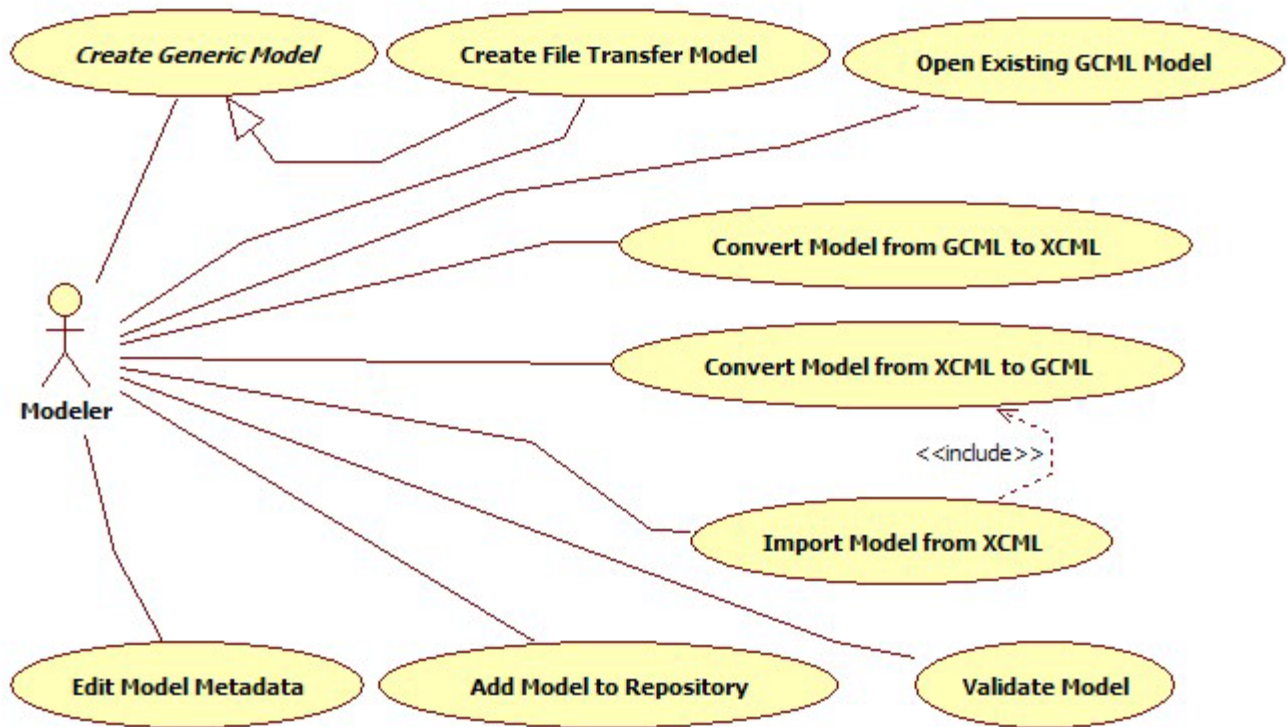 Create Generic Model
Create File Transfer Model
Open Existing GCML Model
Convert Model from GCML to XCML
Convert Model from XCML to GCML
Modeler
<<include>>
Import Model from XCML
Edit Model Metadata
Add Model to Repository
Validate Model